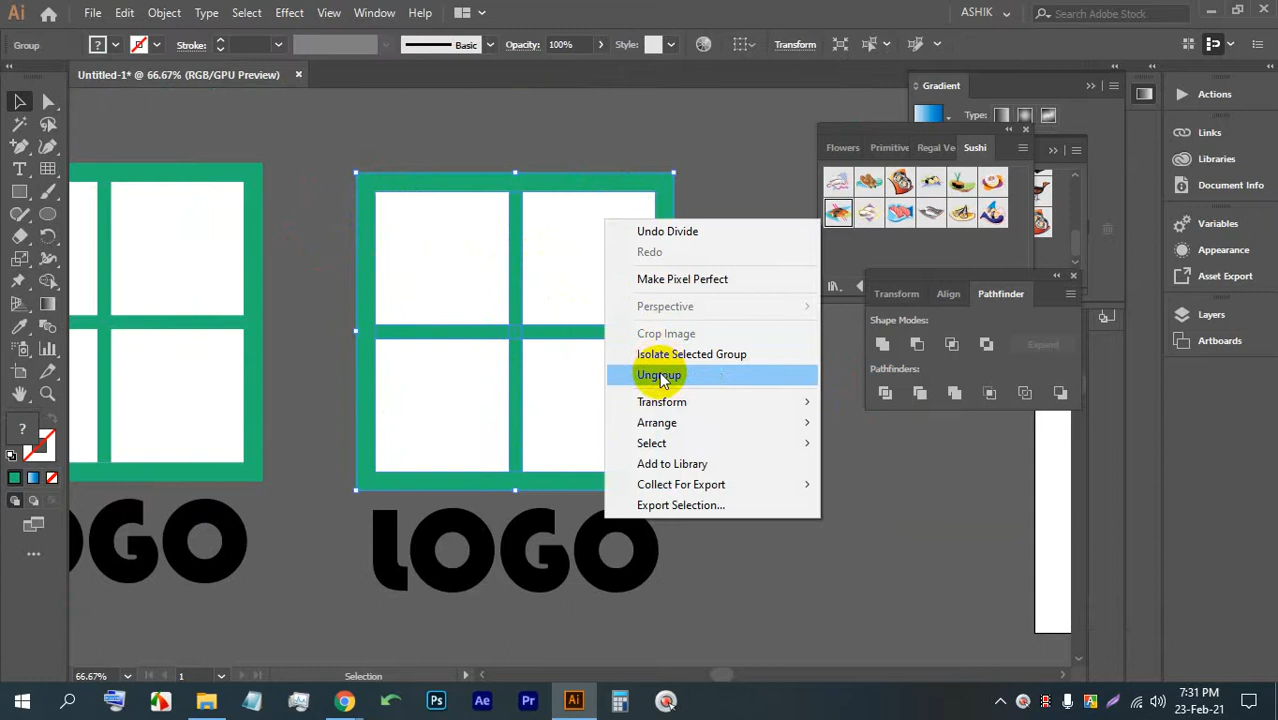 Ai File Edit Object Type Select Effect View Window Help ASHIK Search Adobe Stock
Group ? Stroke: Basic Opacity: 100% Style: Transform
Untitled-1* @ 66.67% (RGB/GPU Preview)
Gradient
Type:
Flowers Primitive Regal Ve Sushi
Actions
Links
Libraries
Document Info
Variables
Appearance
Asset Export
Layers
Artboards
Undo Divide
Redo
Make Pixel Perfect
Perspective
Crop Image
Isolate Selected Group
Ungroup
Transform
Arrange
Select
Add to Library
Collect For Export
Export Selection...
Transform Align Pathfinder
Shape Modes:
Expand
Pathfinders:
?
OGO
LOGO
66.67% 1 Selection
Ps Ae Pr Ai
7:31 PM
23-Feb-21